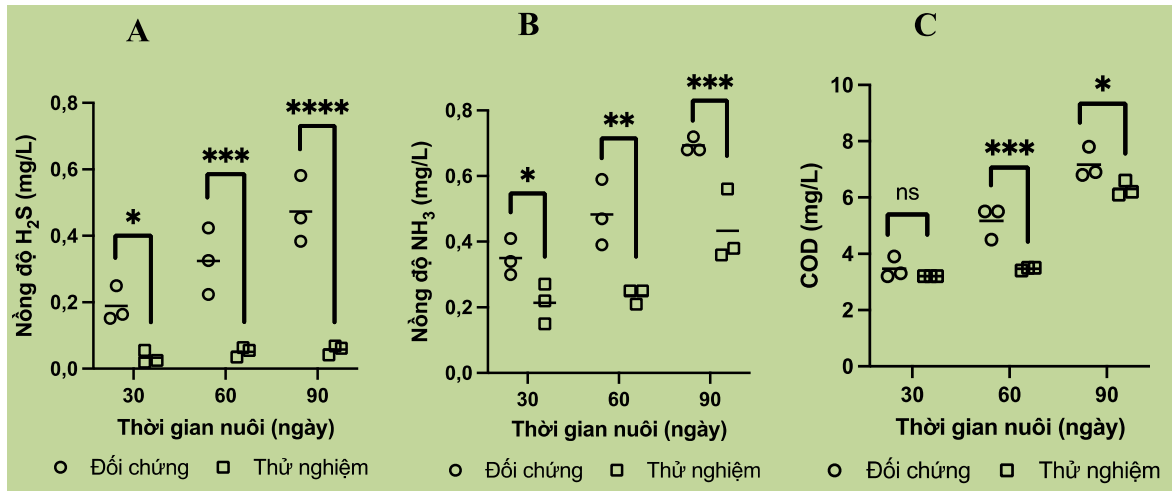 A
Nồng độ H₂S (mg/L)
0,8
0,6
0,4
0,2
0,0
*
***
****
30 60 90
Thời gian nuôi (ngày)
Đối chứng Thử nghiệm
B
Nồng độ NH₃ (mg/L)
0,8
0,6
0,4
0,2
0,0
*
**
***
30 60 90
Thời gian nuôi (ngày)
Đối chứng Thử nghiệm
C
COD (mg/L)
10
8
6
4
2
0
ns
***
*
30 60 90
Thời gian nuôi (ngày)
Đối chứng Thử nghiệm